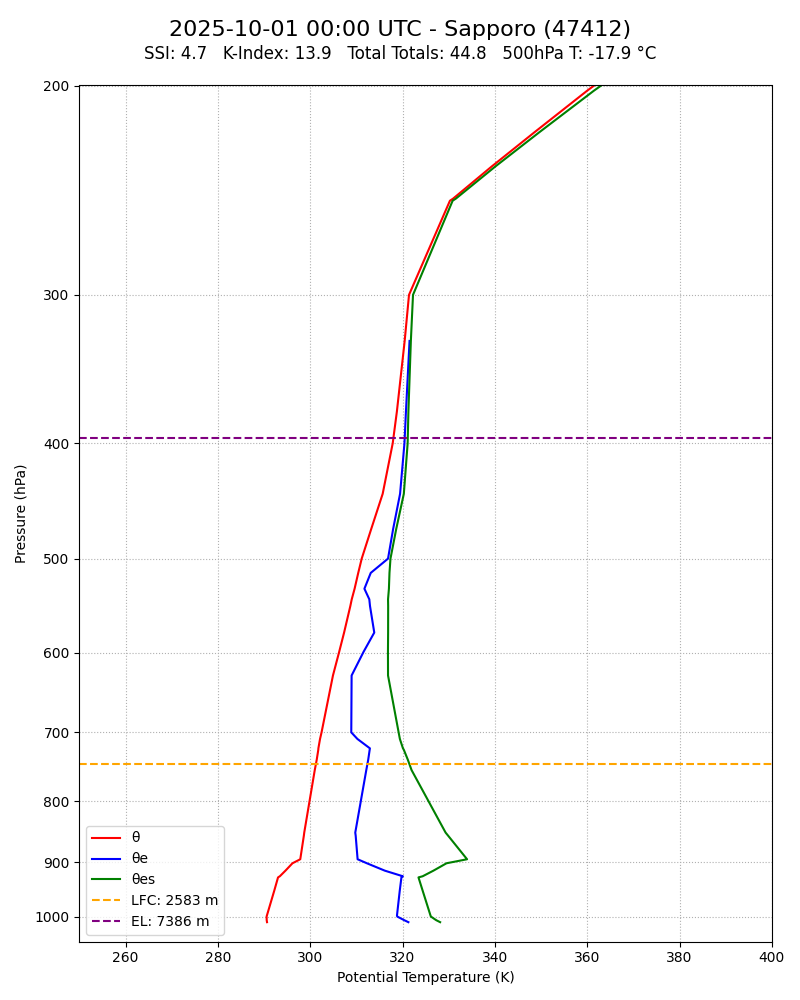 2025-10-01 00:00 UTC - Sapporo (47412)
SSI: 4.7   K-Index: 13.9   Total Totals: 44.8   500hPa T: -17.9 °C
200
300
400
500
600
700
800
900
1000
Pressure (hPa)
θ
θe
θes
LFC: 2583 m
EL: 7386 m
260 280 300 320 340 360 380 400
Potential Temperature (K)